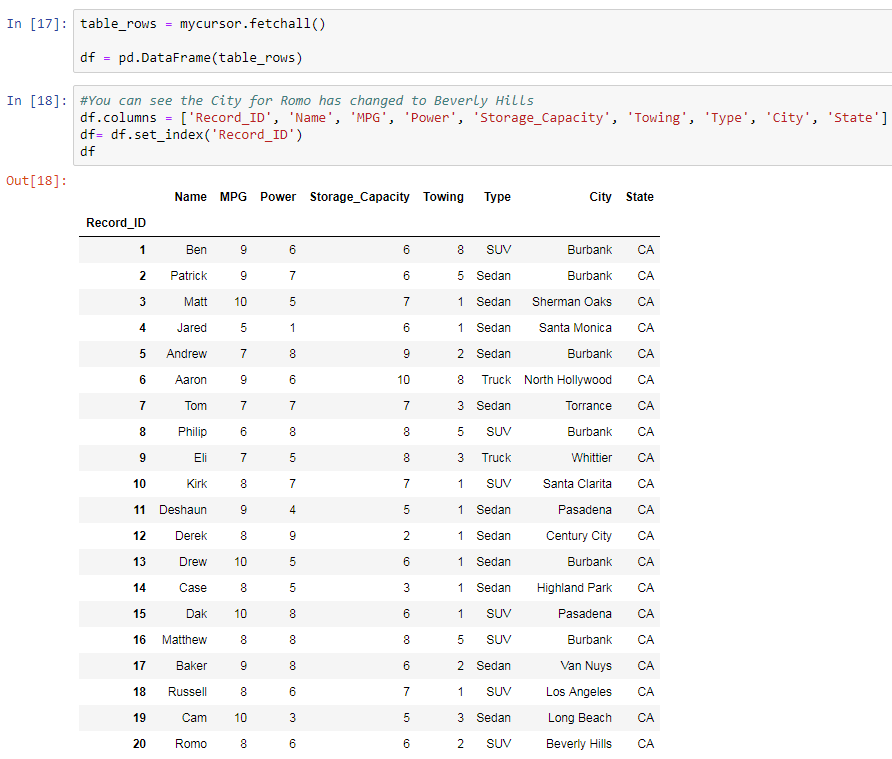 In [17]: table_rows = mycursor.fetchall()
df = pd.DataFrame(table_rows)
In [18]: #You can see the City for Romo has changed to Beverly Hills
df.columns = ['Record_ID', 'Name', 'MPG', 'Power', 'Storage_Capacity', 'Towing', 'Type', 'City', 'State']
df= df.set_index('Record_ID')
df
Out[18]:
Name MPG Power Storage_Capacity Towing Type City State
Record_ID
1 Ben 9 6 6 8 SUV Burbank CA
2 Patrick 9 7 6 5 Sedan Burbank CA
3 Matt 10 5 7 1 Sedan Sherman Oaks CA
4 Jared 5 1 6 1 Sedan Santa Monica CA
5 Andrew 7 8 9 2 Sedan Burbank CA
6 Aaron 9 6 10 8 Truck North Hollywood CA
7 Tom 7 7 7 3 Sedan Torrance CA
8 Philip 6 8 8 5 SUV Burbank CA
9 Eli 7 5 8 3 Truck Whittier CA
10 Kirk 8 7 7 1 SUV Santa Clarita CA
11 Deshaun 9 4 5 1 Sedan Pasadena CA
12 Derek 8 9 2 1 Sedan Century City CA
13 Drew 10 5 6 1 Sedan Burbank CA
14 Case 8 5 3 1 Sedan Highland Park CA
15 Dak 10 8 6 1 SUV Pasadena CA
16 Matthew 8 8 8 5 SUV Burbank CA
17 Baker 9 8 6 2 Sedan Van Nuys CA
18 Russell 8 6 7 1 SUV Los Angeles CA
19 Cam 10 3 5 3 Sedan Long Beach CA
20 Romo 8 6 6 2 SUV Beverly Hills CA